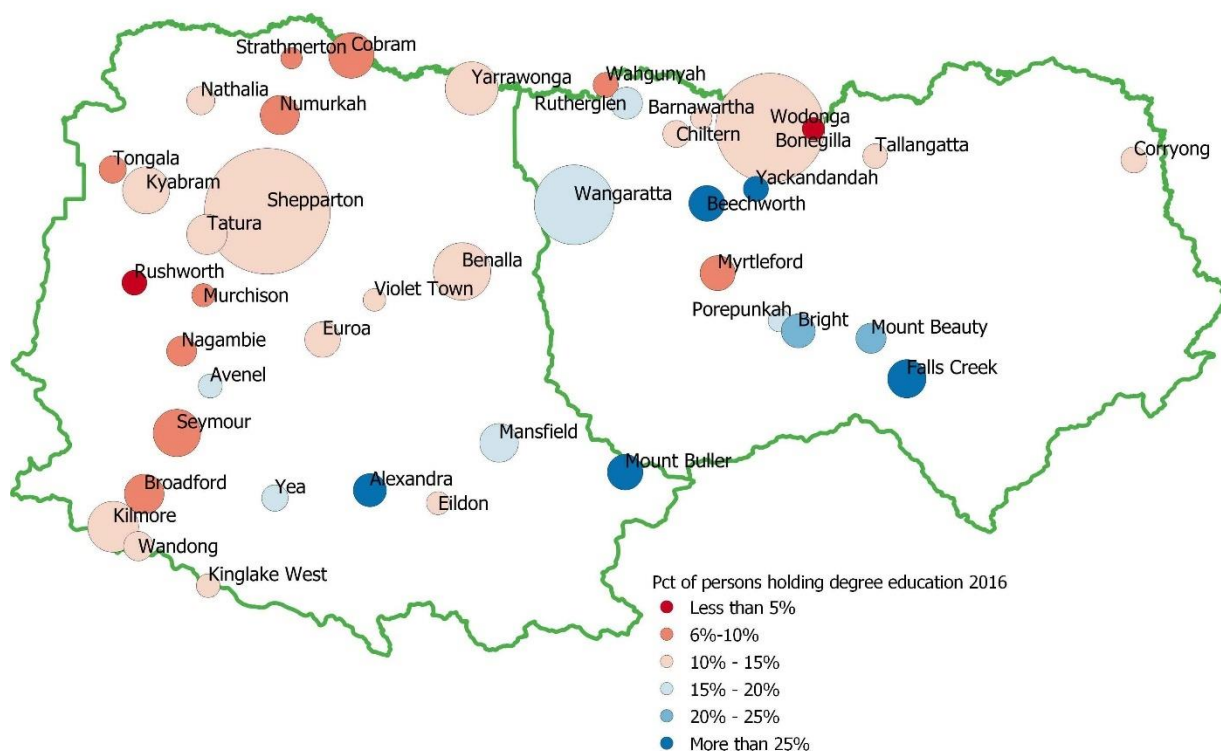 Strathmerton
Cobram
Yarrawonga
Wahgunyah
Nathalia
Numurkah
Rutherglen
Barnawartha
Chiltern
Wodonga
Bonegilla
Tallangatta
Corryong
Tongala
Kyabram
Shepparton
Wangaratta
Yackandandah
Beechworth
Tatura
Benalla
Myrtleford
Rushworth
Murchison
Violet Town
Porepunkah
Bright
Mount Beauty
Nagambie
Euroa
Avenel
Falls Creek
Seymour
Mansfield
Mount Buller
Broadford
Yea
Alexandra
Eildon
Kilmore
Wandong
Kinglake West
Pct of persons holding degree education 2016
Less than 5%
6%-10%
10% - 15%
15% - 20%
20% - 25%
More than 25%